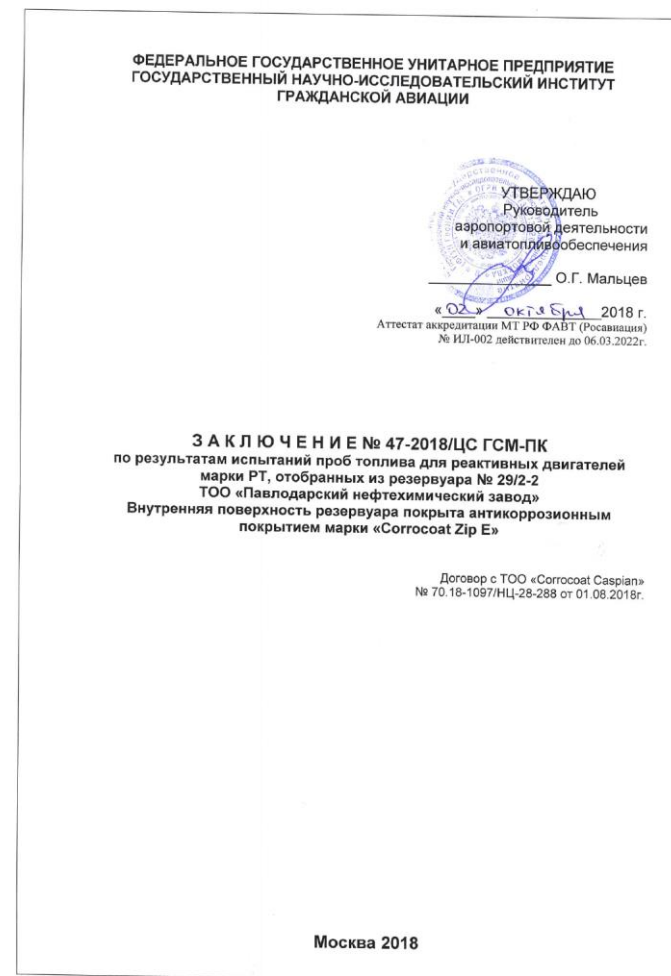 ФЕДЕРАЛЬНОЕ ГОСУДАРСТВЕННОЕ УНИТАРНОЕ ПРЕДПРИЯТИЕ
ГОСУДАРСТВЕННЫЙ НАУЧНО-ИССЛЕДОВАТЕЛЬСКИЙ ИНСТИТУТ
ГРАЖДАНСКОЙ АВИАЦИИ
УТВЕРЖДАЮ
Руководитель
аэропортовой деятельности
и авиатопливообеспечения
О.Г. Мальцев
«02» октября 2018 г.
Аттестат аккредитации МТ РФ ФАВТ (Росавиация)
№ ИЛ-002 действителен до 06.03.2022г.
З А К Л Ю Ч Е Н И Е № 47-2018/ЦС ГСМ-ПК
по результатам испытаний проб топлива для реактивных двигателей
марки РТ, отобранных из резервуара № 29/2-2
ТОО «Павлодарский нефтехимический завод»
Внутренняя поверхность резервуара покрыта антикоррозионным
покрытием марки «Corrocoat Zip E»
Договор с ТОО «Corrocoat Caspian»
№ 70.18-1097/НЦ-28-288 от 01.08.2018г.
Москва 2018